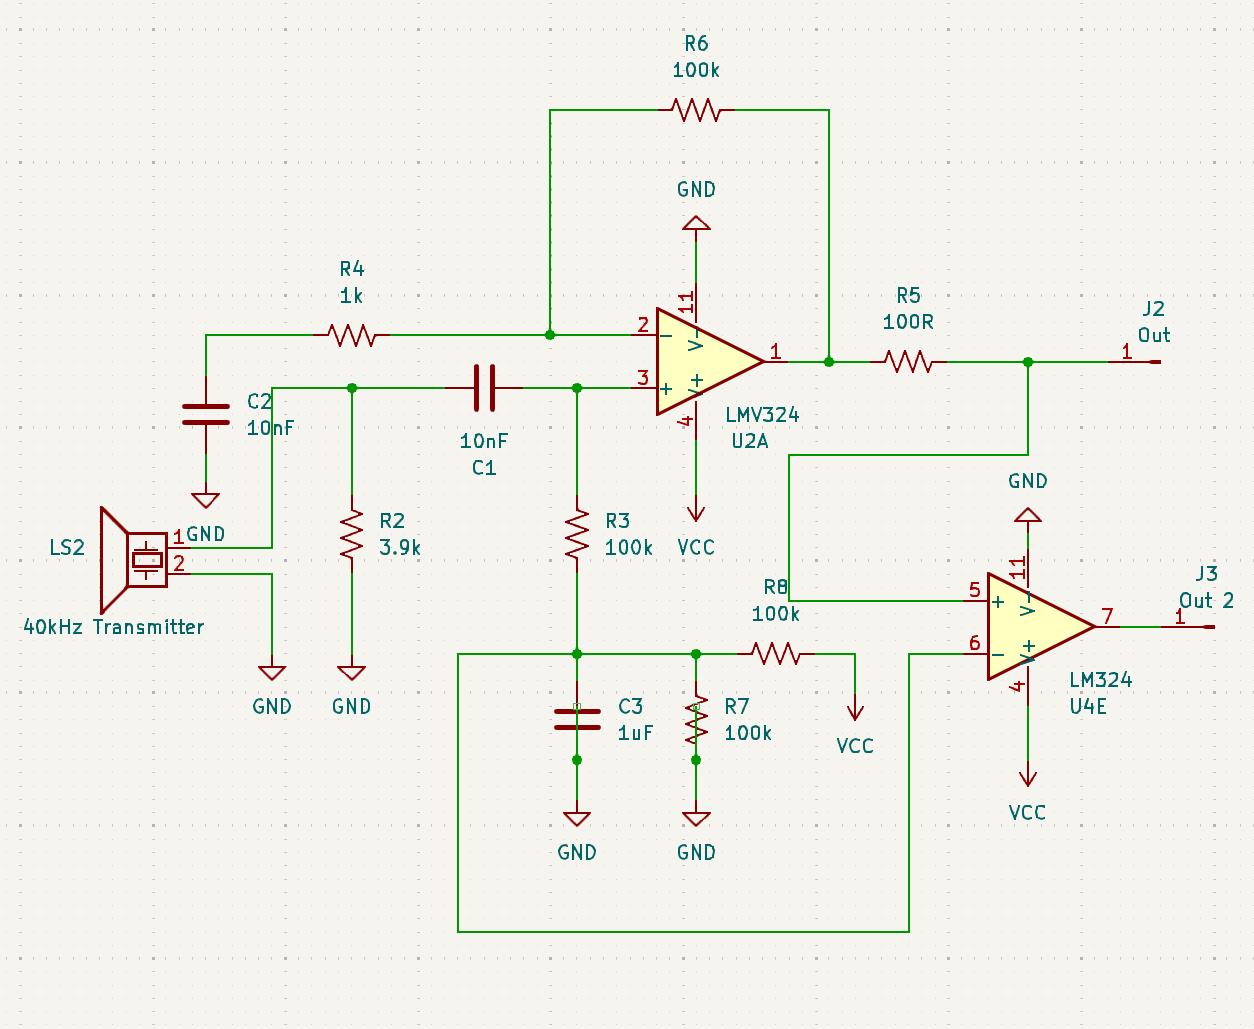 R6
100k
GND
R4
1k
11
R5
100R
J2
Out
2
−
V-
1
1
3
+
V+
4
C2
10nF
LMV324
U2A
10nF
C1
GND
GND
LS2
1
2
R2
3.9k
R3
100k
VCC
11
R8
100k
5
+
V-
7
J3
Out 2
1
40kHz Transmitter
6
−
V+
4
LM324
U4E
GND
GND
C3
1uF
R7
100k
VCC
VCC
GND
GND